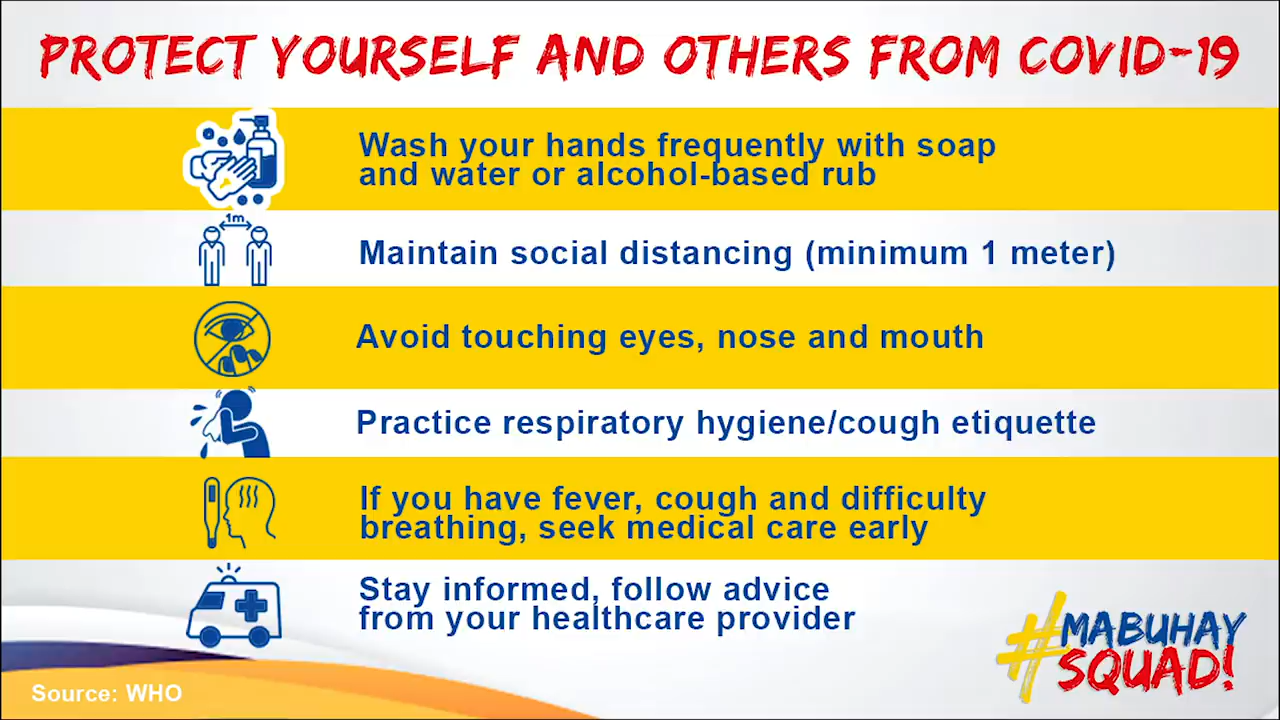 PROTECT YOURSELF AND OTHERS FROM COVID-19
Wash your hands frequently with soap
and water or alcohol-based rub
1m
Maintain social distancing (minimum 1 meter)
Avoid touching eyes, nose and mouth
Practice respiratory hygiene/cough etiquette
If you have fever, cough and difficulty
breathing, seek medical care early
Stay informed, follow advice
from your healthcare provider
#MABUHAY
SQUAD!
Source: WHO